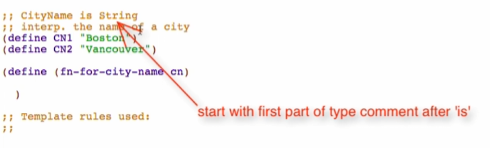 ;; CityName is String
;; interp. the name of a city
(define CN1 "Boston")
(define CN2 "Vancouver")
(define (fn-for-city-name cn)
)
start with first part of type comment after 'is'
;; Template rules used:
;;